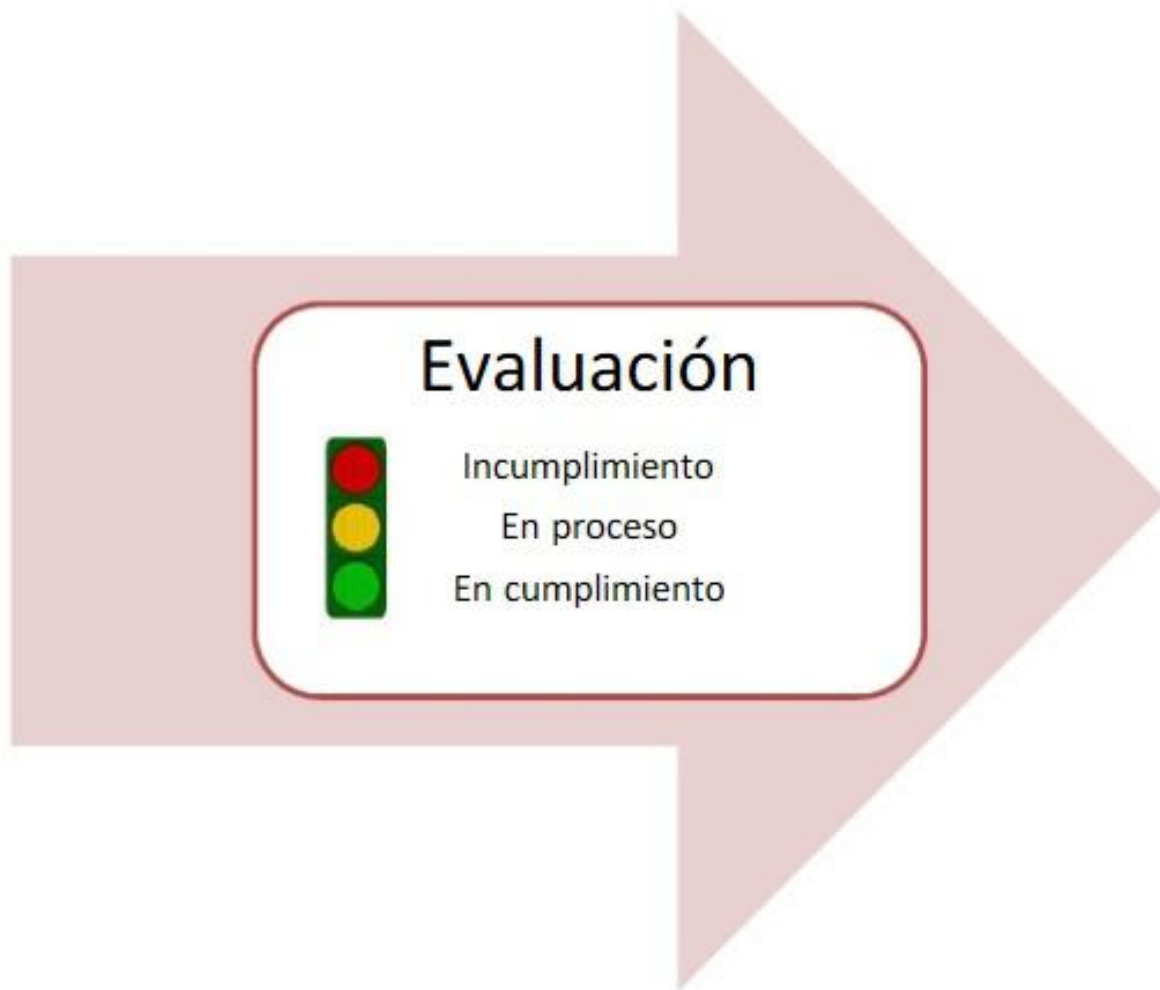 Evaluación
Incumplimiento
En proceso
En cumplimiento